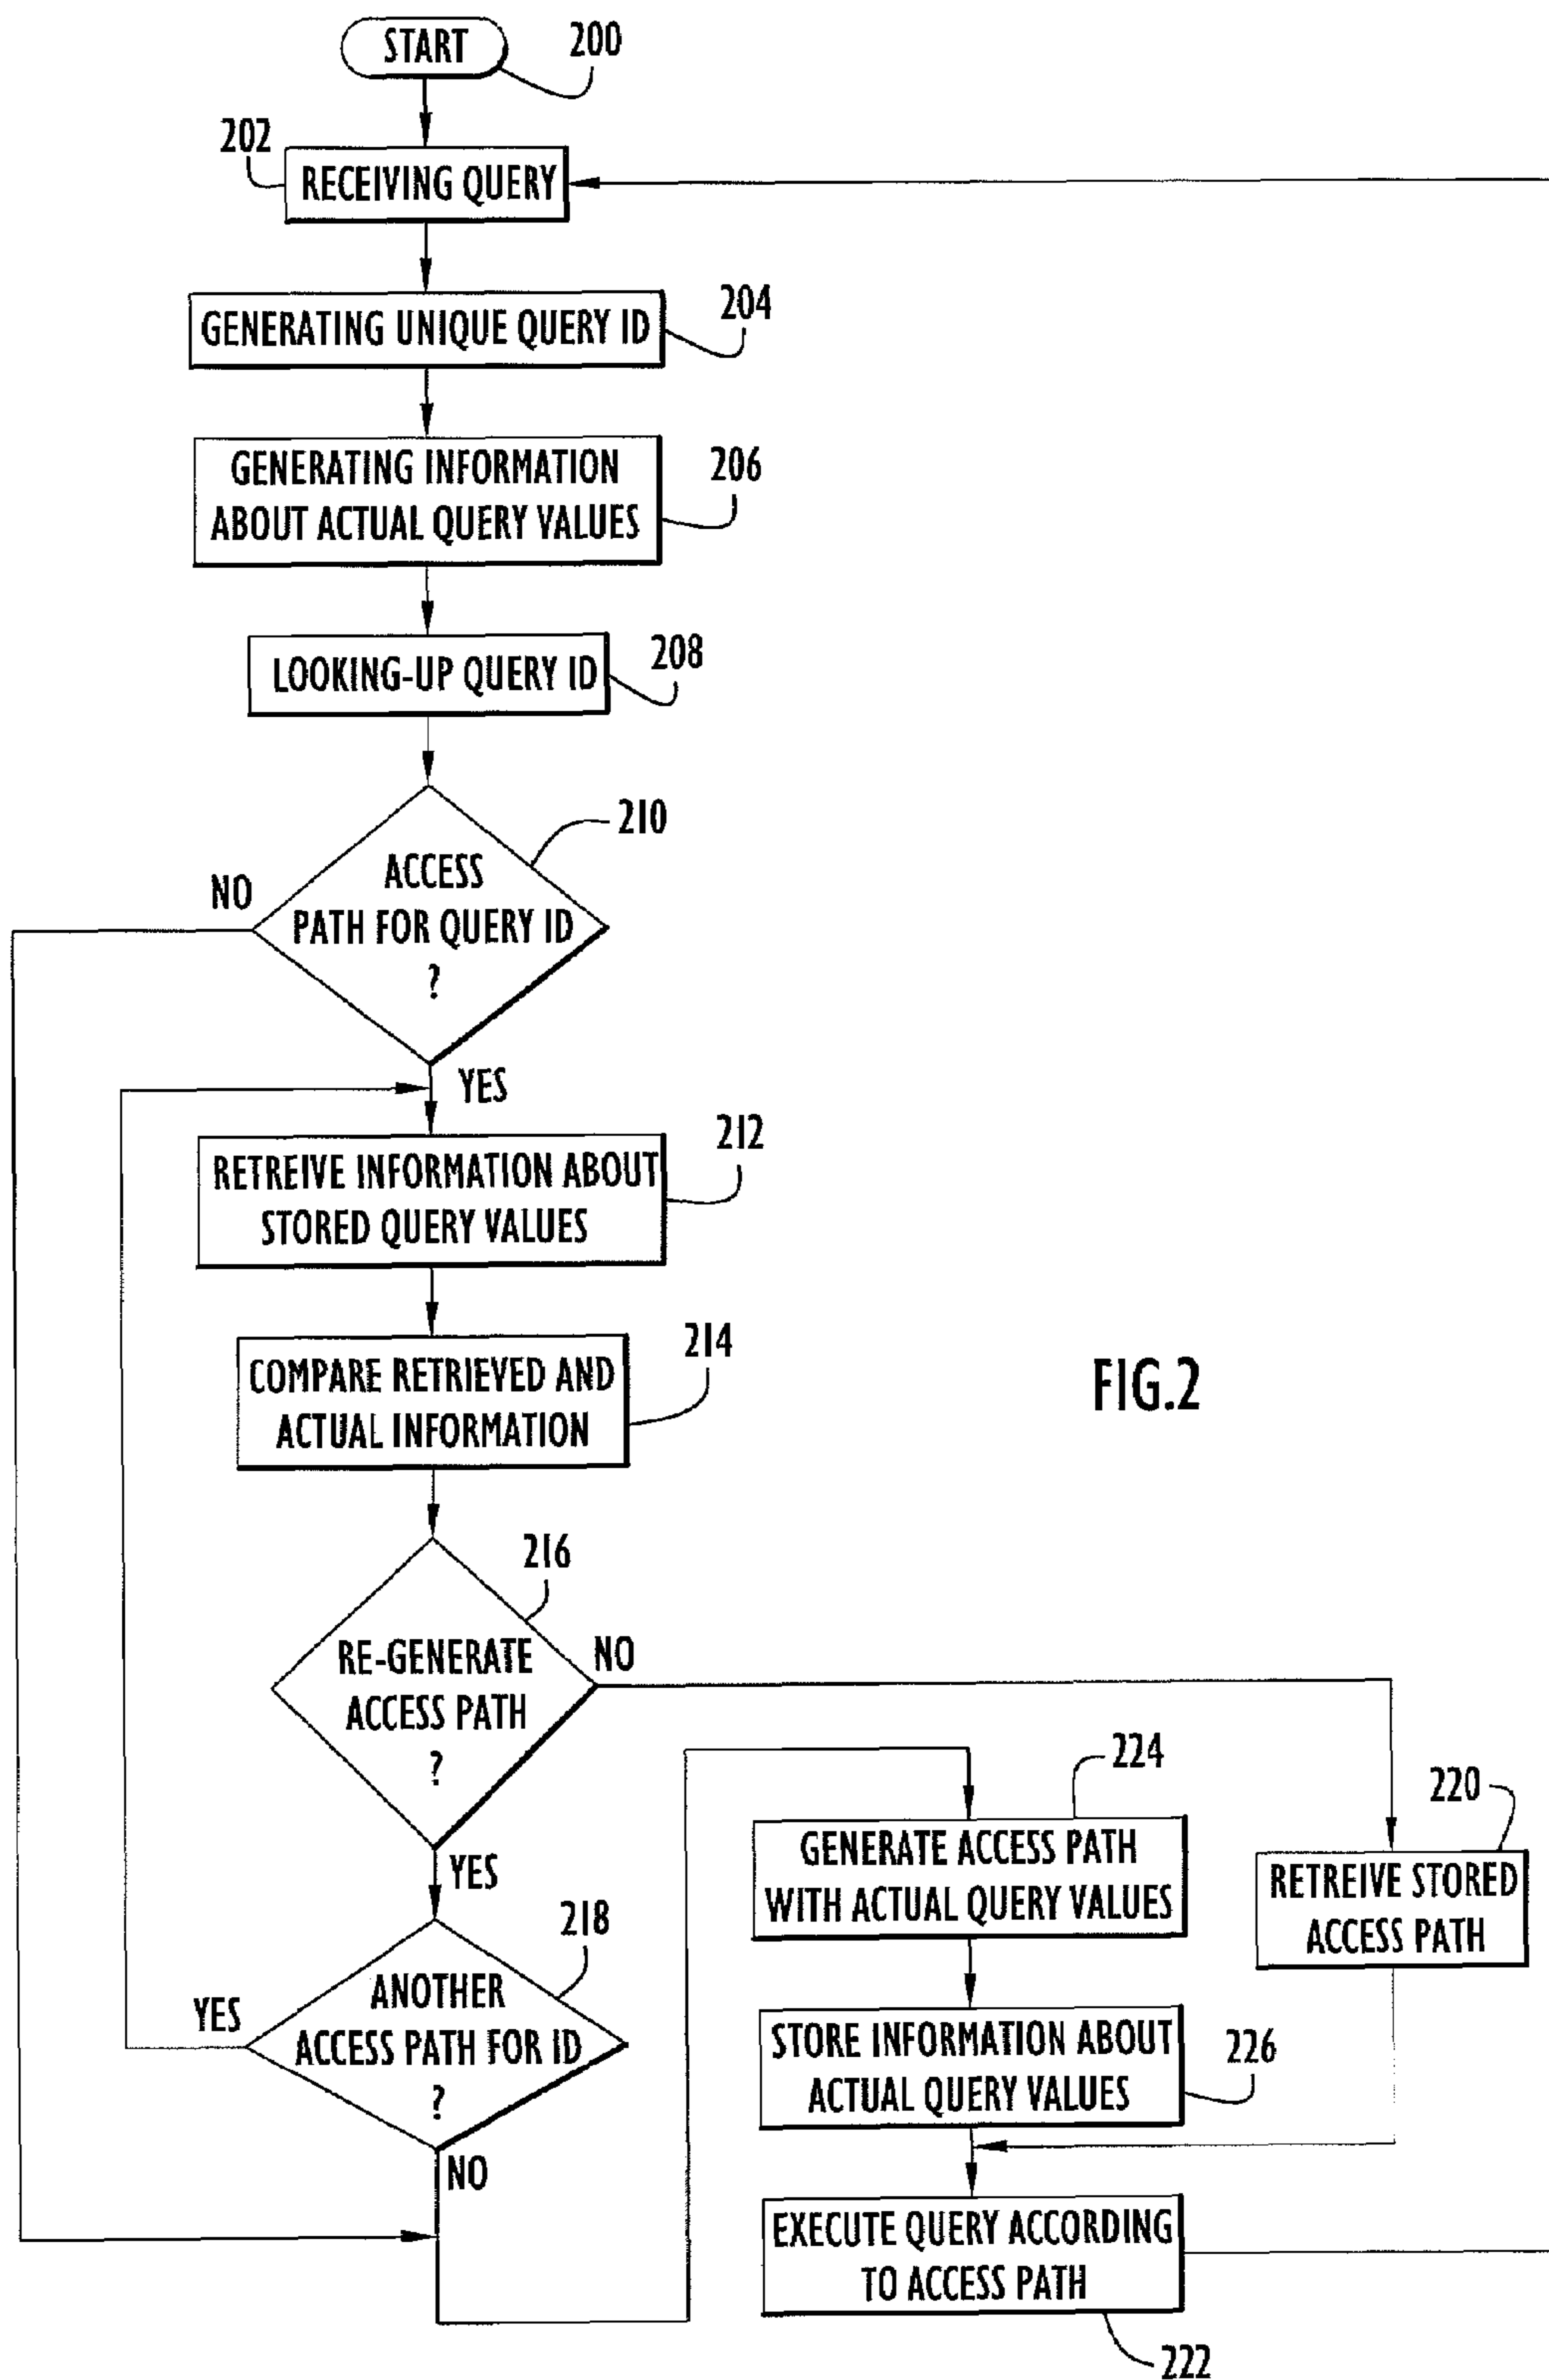 START
200
202
RECEIVING QUERY
204
GENERATING UNIQUE QUERY ID
206
GENERATING INFORMATION
ABOUT ACTUAL QUERY VALUES
208
LOOKING-UP QUERY ID
210
ACCESS
PATH FOR QUERY ID
?
NO
YES
212
RETREIVE INFORMATION ABOUT
STORED QUERY VALUES
214
COMPARE RETRIEVED AND
ACTUAL INFORMATION
FIG.2
216
RE-GENERATE
ACCESS PATH
?
NO
YES
218
ANOTHER
ACCESS PATH FOR ID
?
YES
NO
224
GENERATE ACCESS PATH
WITH ACTUAL QUERY VALUES
220
RETREIVE STORED
ACCESS PATH
STORE INFORMATION ABOUT
ACTUAL QUERY VALUES
226
EXECUTE QUERY ACCORDING
TO ACCESS PATH
222